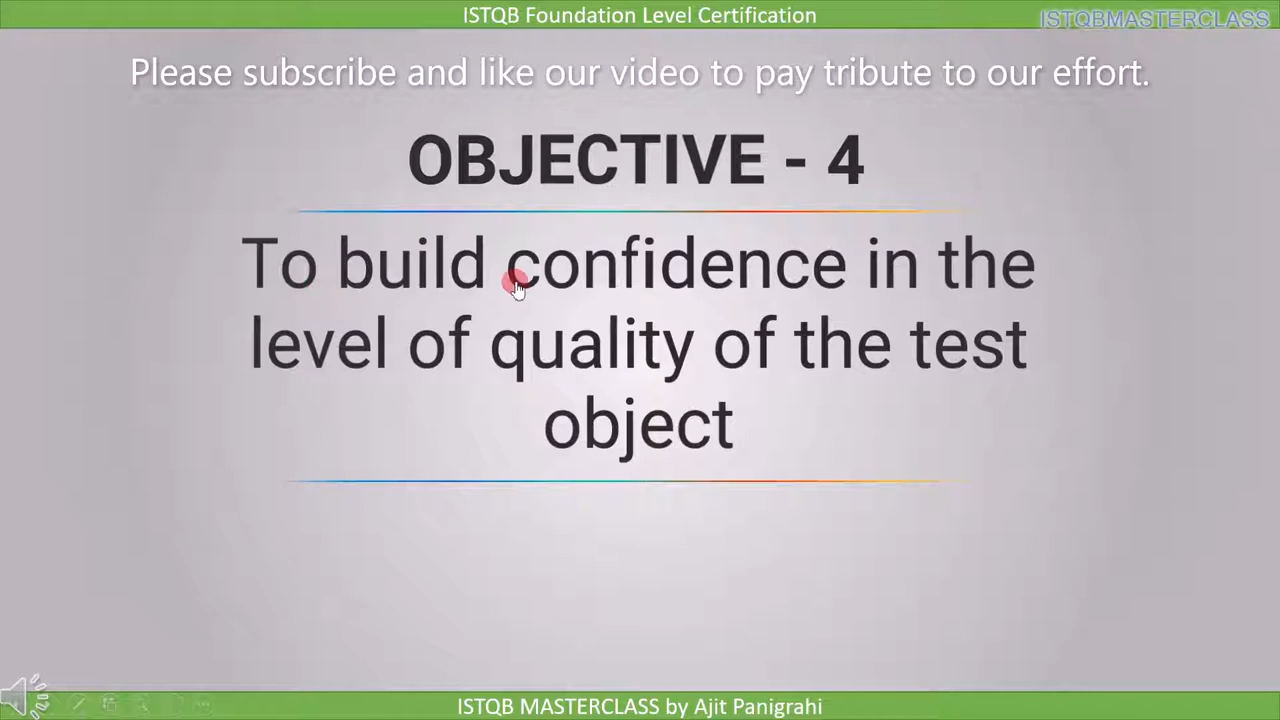 ISTQB Foundation Level Certification
ISTQBMASTERCLASS
Please subscribe and like our video to pay tribute to our effort.
OBJECTIVE - 4
To build confidence in the
level of quality of the test
object
ISTQB MASTERCLASS by Ajit Panigrahi